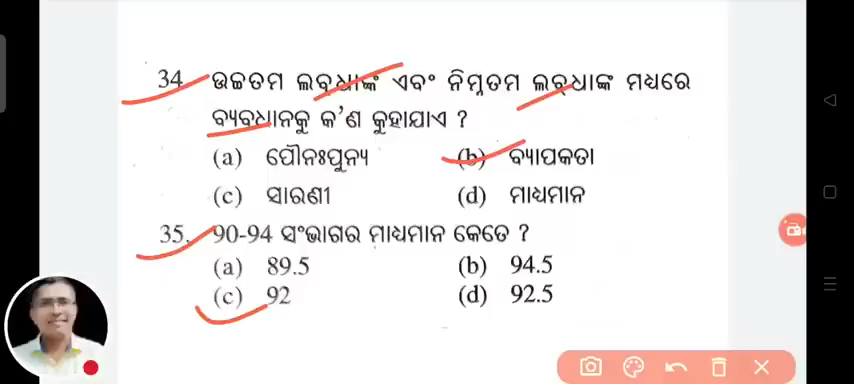 34. ଉଚ୍ଚତମ ଲବ୍ଧାଙ୍କ ଏବଂ ନିମ୍ନତମ ଲବ୍ଧାଙ୍କ ମଧ୍ୟରେ
ବ୍ୟବଧାନକୁ କ'ଣ କୁହାଯାଏ ?
(a) ପୌନଃପୁନ୍ୟ (b) ବ୍ୟାପକତା
(c) ସାରଣୀ (d) ମାଧ୍ୟମାନ
35. 90-94 ସଂଭାଗର ମାଧ୍ୟମାନ କେତେ ?
(a) 89.5 (b) 94.5
(c) 92 (d) 92.5